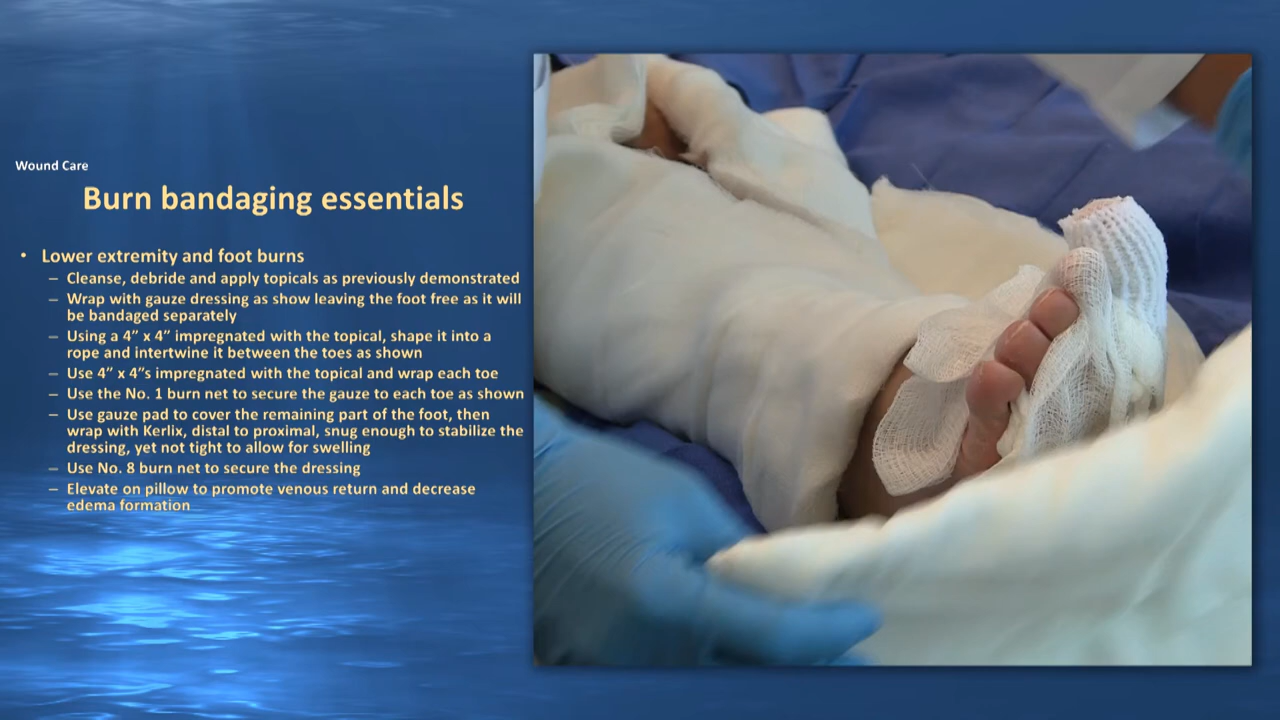 Wound Care
Burn bandaging essentials
• Lower extremity and foot burns
– Cleanse, debride and apply topicals as previously demonstrated
– Wrap with gauze dressing as show leaving the foot free as it will
be bandaged separately
– Using a 4” x 4” impregnated with the topical, shape it into a
rope and intertwine it between the toes as shown
– Use 4” x 4”s impregnated with the topical and wrap each toe
– Use the No. 1 burn net to secure the gauze to each toe as shown
– Use gauze pad to cover the remaining part of the foot, then
wrap with Kerlix, distal to proximal, snug enough to stabilize the
dressing, yet not tight to allow for swelling
– Use No. 8 burn net to secure the dressing
– Elevate on pillow to promote venous return and decrease
edema formation